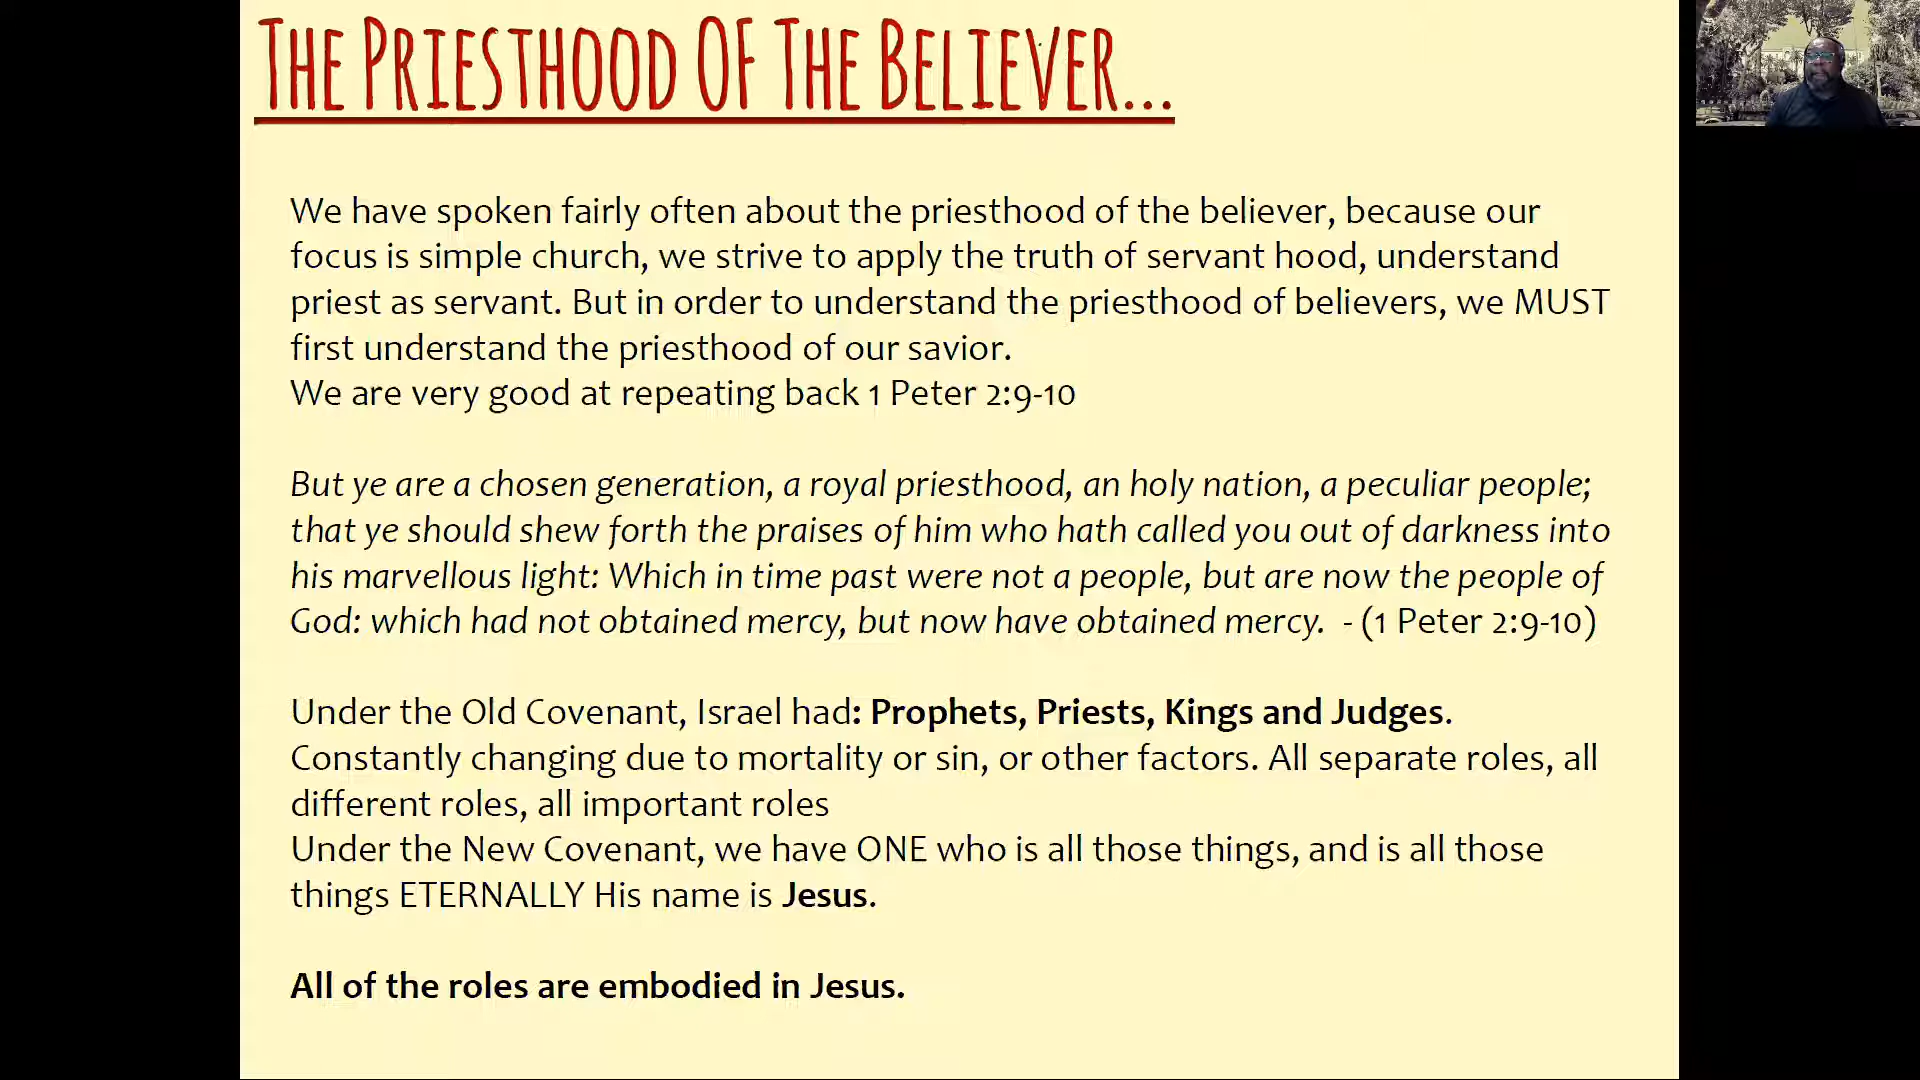 THE PRIESTHOOD OF THE BELIEVER...
We have spoken fairly often about the priesthood of the believer, because our
focus is simple church, we strive to apply the truth of servant hood, understand
priest as servant. But in order to understand the priesthood of believers, we MUST
first understand the priesthood of our savior.
We are very good at repeating back 1 Peter 2:9-10
But ye are a chosen generation, a royal priesthood, an holy nation, a peculiar people;
that ye should shew forth the praises of him who hath called you out of darkness into
his marvellous light: Which in time past were not a people, but are now the people of
God: which had not obtained mercy, but now have obtained mercy. - (1 Peter 2:9-10)
Under the Old Covenant, Israel had: Prophets, Priests, Kings and Judges.
Constantly changing due to mortality or sin, or other factors. All separate roles, all
different roles, all important roles
Under the New Covenant, we have ONE who is all those things, and is all those
things ETERNALLY His name is Jesus.
All of the roles are embodied in Jesus.